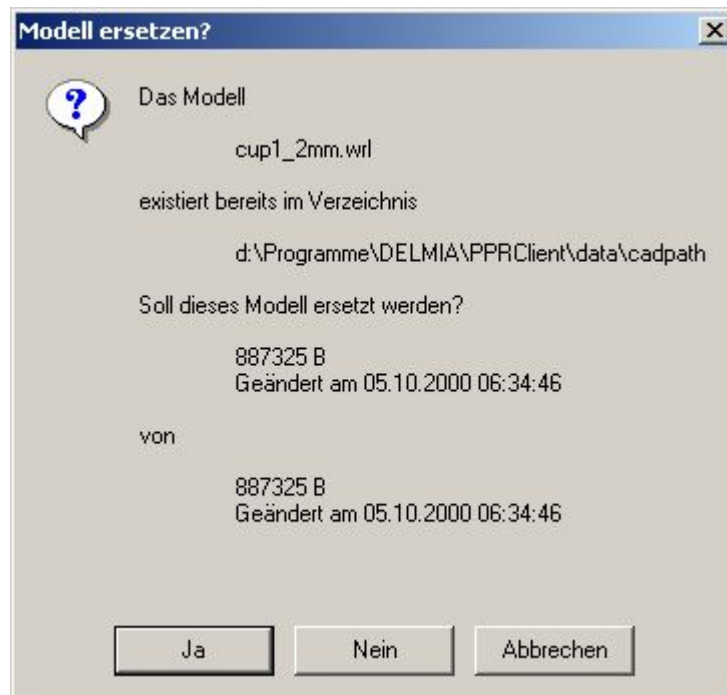 Modell ersetzen?
Das Modell
cup1_2mm.wrl
existiert bereits im Verzeichnis
d:\Programme\DELMIA\PPRClient\data\cadpath
Soll dieses Modell ersetzt werden?
887325 B
Geändert am 05.10.2000 06:34:46
von
887325 B
Geändert am 05.10.2000 06:34:46
Ja Nein Abbrechen